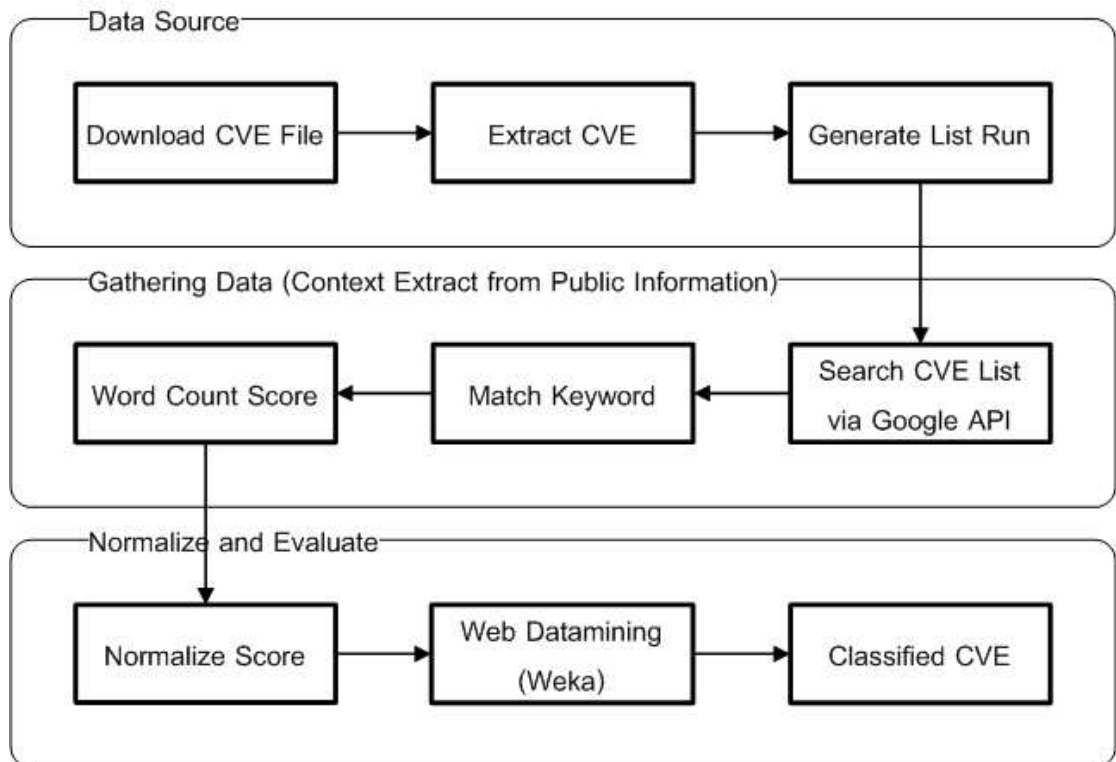 Data Source
Download CVE File
Extract CVE
Generate List Run
Gathering Data (Context Extract from Public Information)
Word Count Score
Match Keyword
Search CVE List
via Google API
Normalize and Evaluate
Normalize Score
Web Datamining
(Weka)
Classified CVE